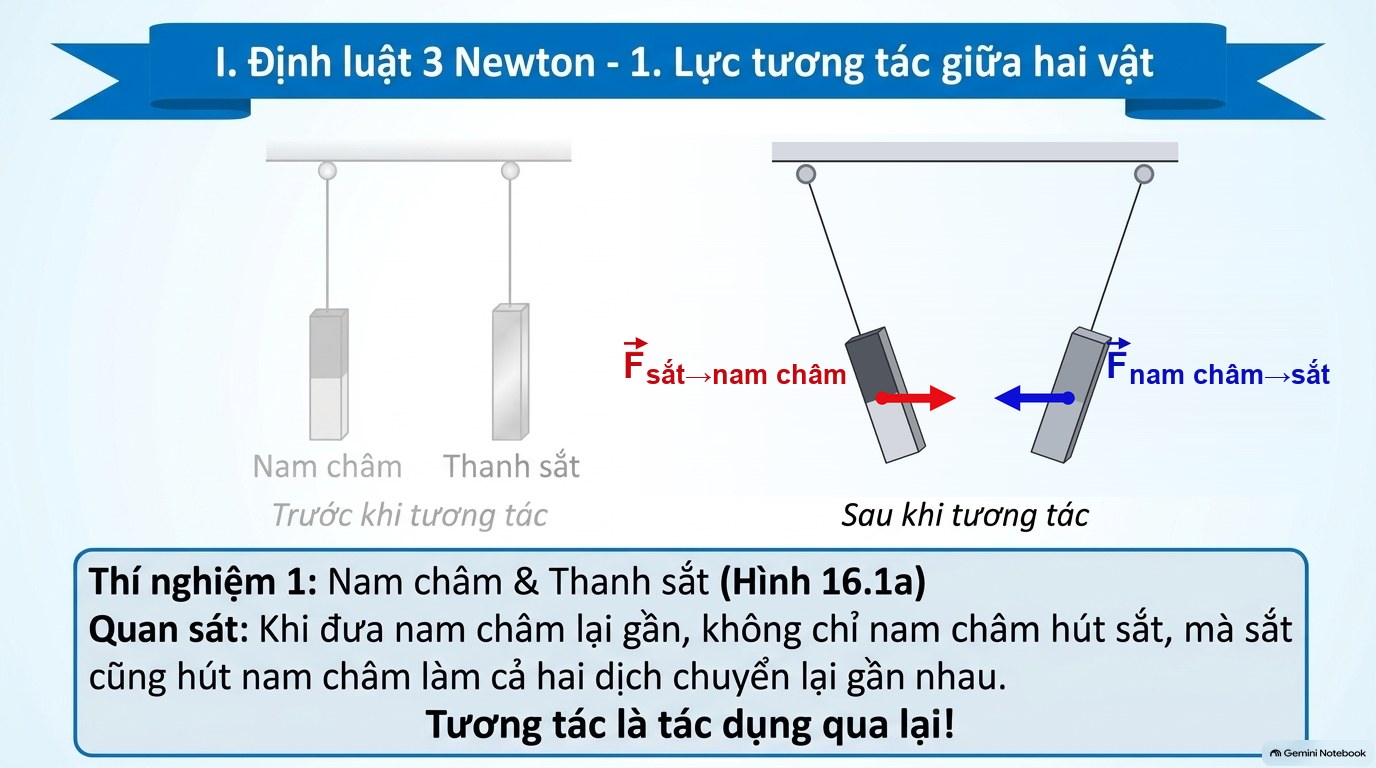 I. Định luật 3 Newton - 1. Lực tương tác giữa hai vật
Nam châm
Thanh sắt
Trước khi tương tác
F sắt→nam châm
F nam châm→sắt
Sau khi tương tác
Thí nghiệm 1: Nam châm & Thanh sắt (Hình 16.1a)
Quan sát: Khi đưa nam châm lại gần, không chỉ nam châm hút sắt, mà sắt
cũng hút nam châm làm cả hai dịch chuyển lại gần nhau.
Tương tác là tác dụng qua lại!
Gemini Notebook